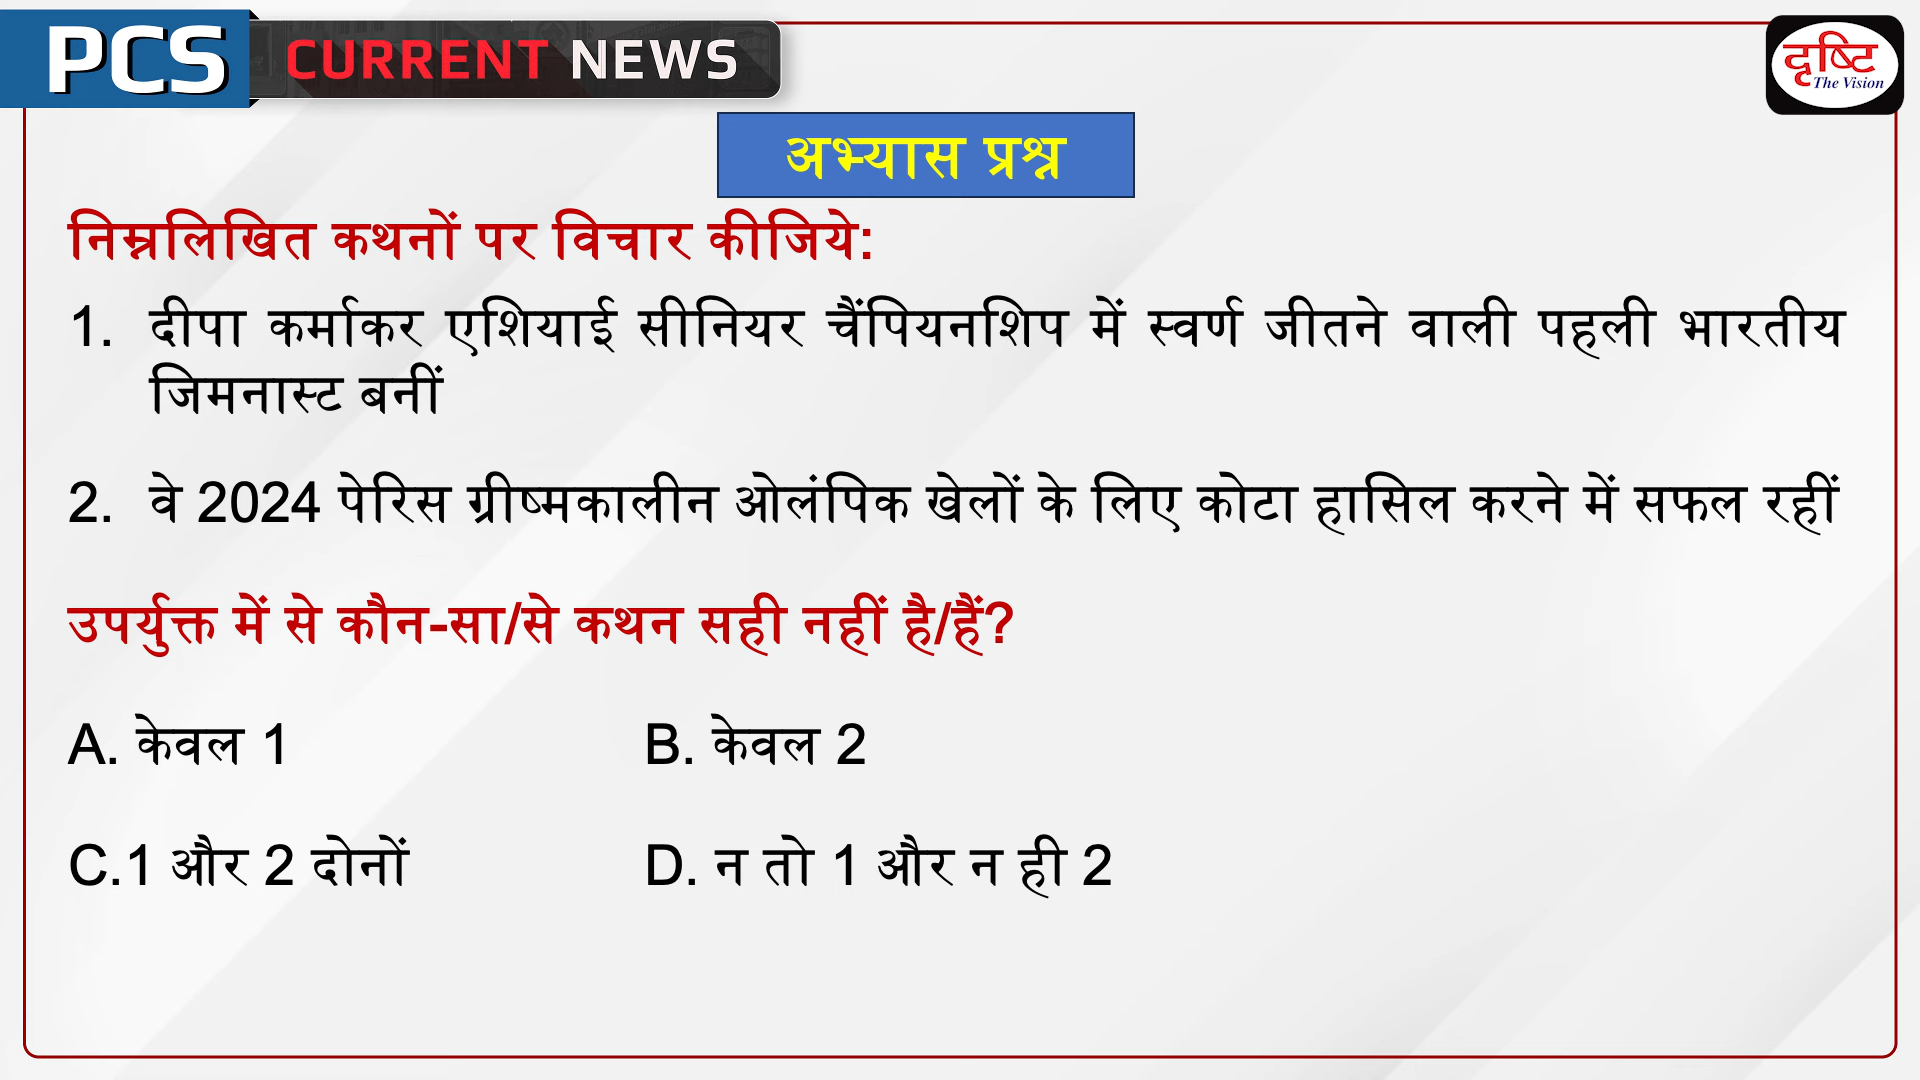 PCS CURRENT NEWS
दृष्टि
The Vision
अभ्यास प्रश्न
निम्नलिखित कथनों पर विचार कीजिये:
1. दीपा कर्माकर एशियाई सीनियर चैंपियनशिप में स्वर्ण जीतने वाली पहली भारतीय
जिमनास्ट बनीं
2. वे 2024 पेरिस ग्रीष्मकालीन ओलंपिक खेलों के लिए कोटा हासिल करने में सफल रहीं
उपर्युक्त में से कौन-सा/से कथन सही नहीं है/हैं?
A. केवल 1 B. केवल 2
C.1 और 2 दोनों D. न तो 1 और न ही 2